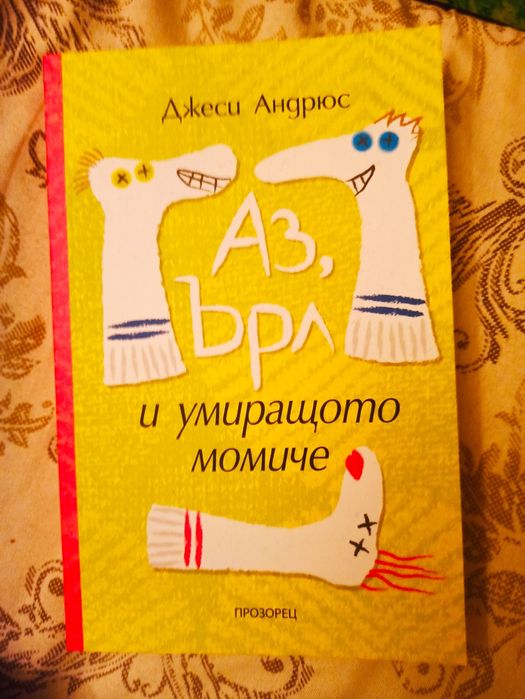 Джеси Андрюс
Аз,
Ърл
и умиращото
момиче
ПРОЗОРЕЦ